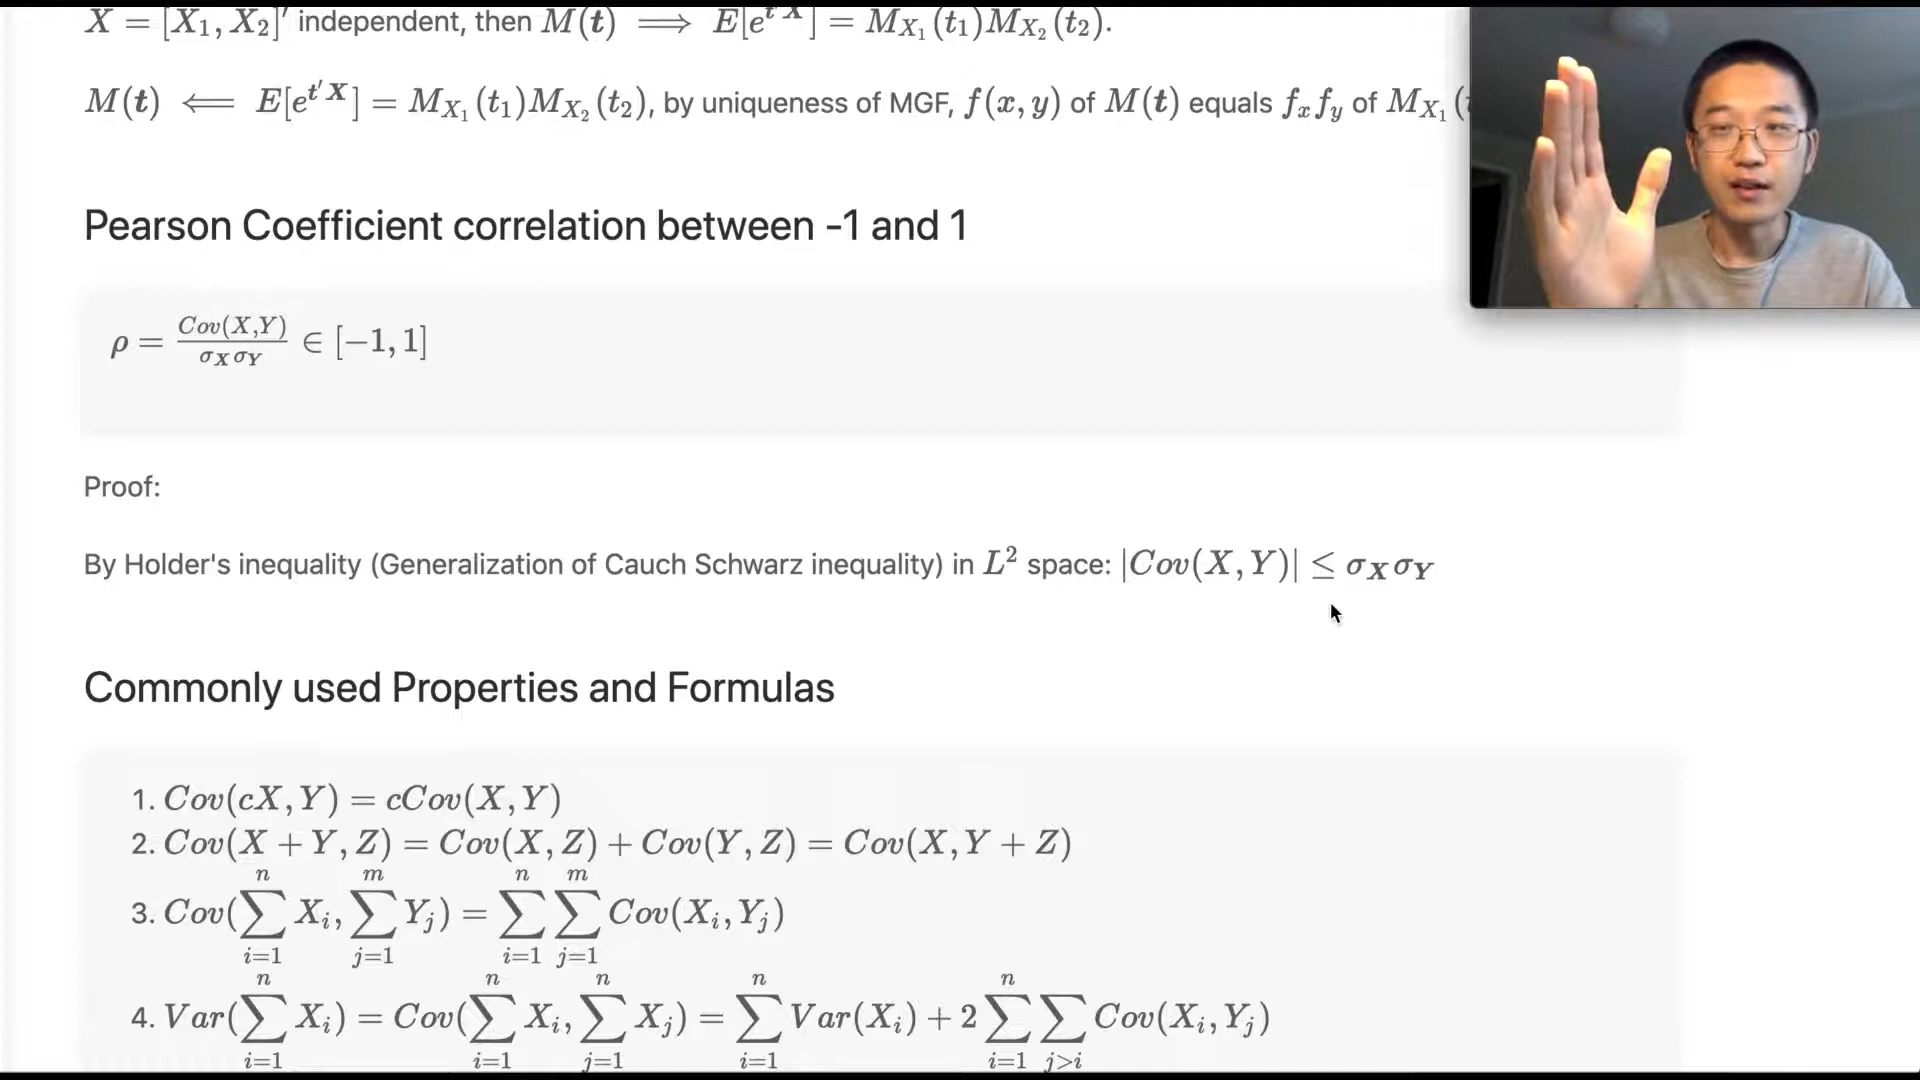 X = [X₁, X₂]′ independent, then M(t) ⟹ E[e^{t′X}] = M_{X₁}(t₁)M_{X₂}(t₂).
M(t) ⟸ E[e^{t′X}] = M_{X₁}(t₁)M_{X₂}(t₂), by uniqueness of MGF, f(x, y) of M(t) equals f_x f_y of M_{X₁}(
Pearson Coefficient correlation between -1 and 1
ρ = Cov(X,Y)/σ_Xσ_Y ∈ [−1, 1]
Proof:
By Holder's inequality (Generalization of Cauch Schwarz inequality) in L² space: |Cov(X, Y)| ≤ σ_Xσ_Y
Commonly used Properties and Formulas
1. Cov(cX, Y) = cCov(X, Y)
2. Cov(X + Y, Z) = Cov(X, Z) + Cov(Y, Z) = Cov(X, Y + Z)
3. Cov(∑_{i=1}^{n} X_i, ∑_{j=1}^{m} Y_j) = ∑_{i=1}^{n} ∑_{j=1}^{m} Cov(X_i, Y_j)
4. Var(∑_{i=1}^{n} X_i) = Cov(∑_{i=1}^{n} X_i, ∑_{j=1}^{n} X_j) = ∑_{i=1}^{n} Var(X_i) + 2 ∑_{i=1}^{n} ∑_{j>i} Cov(X_i, Y_j)